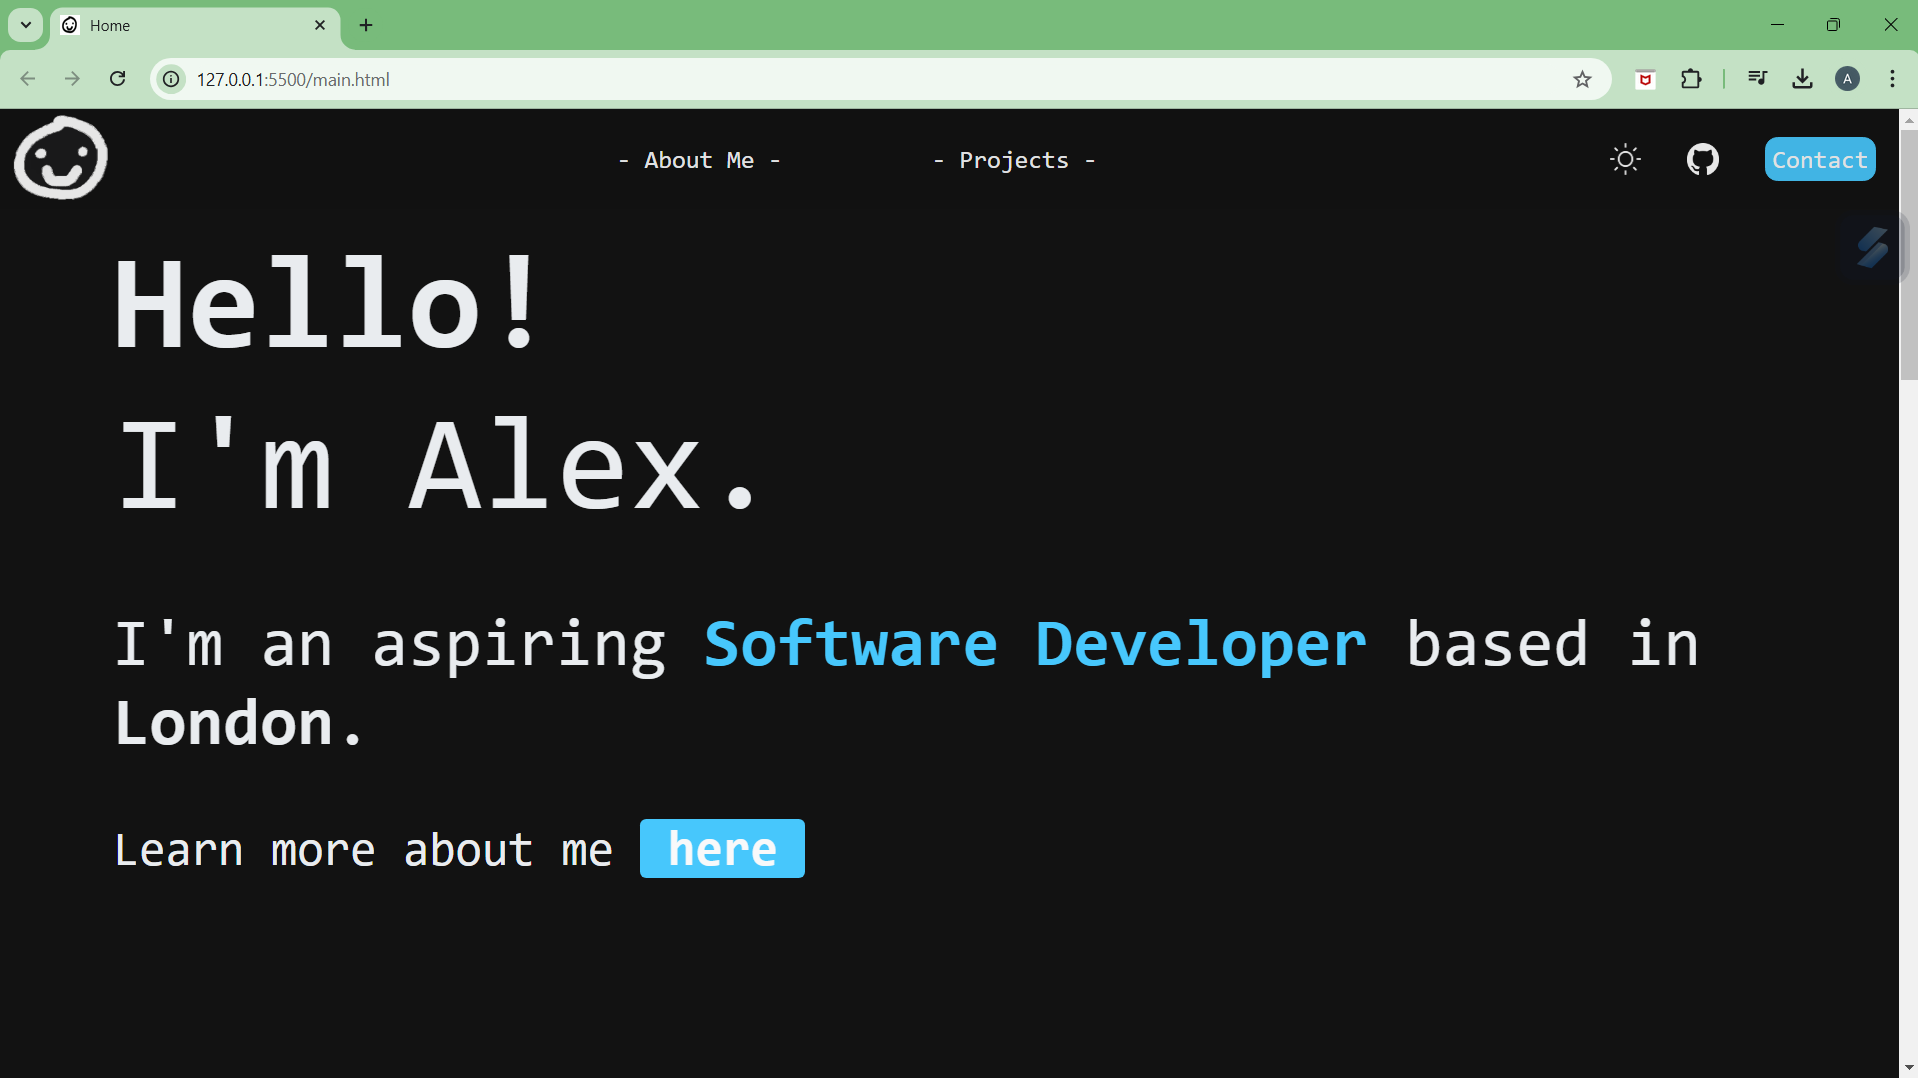 Home
127.0.0.1:5500/main.html
A
- About Me -
- Projects -
Contact
Hello!
I'm Alex.
I'm an aspiring Software Developer based in
London.
Learn more about me here